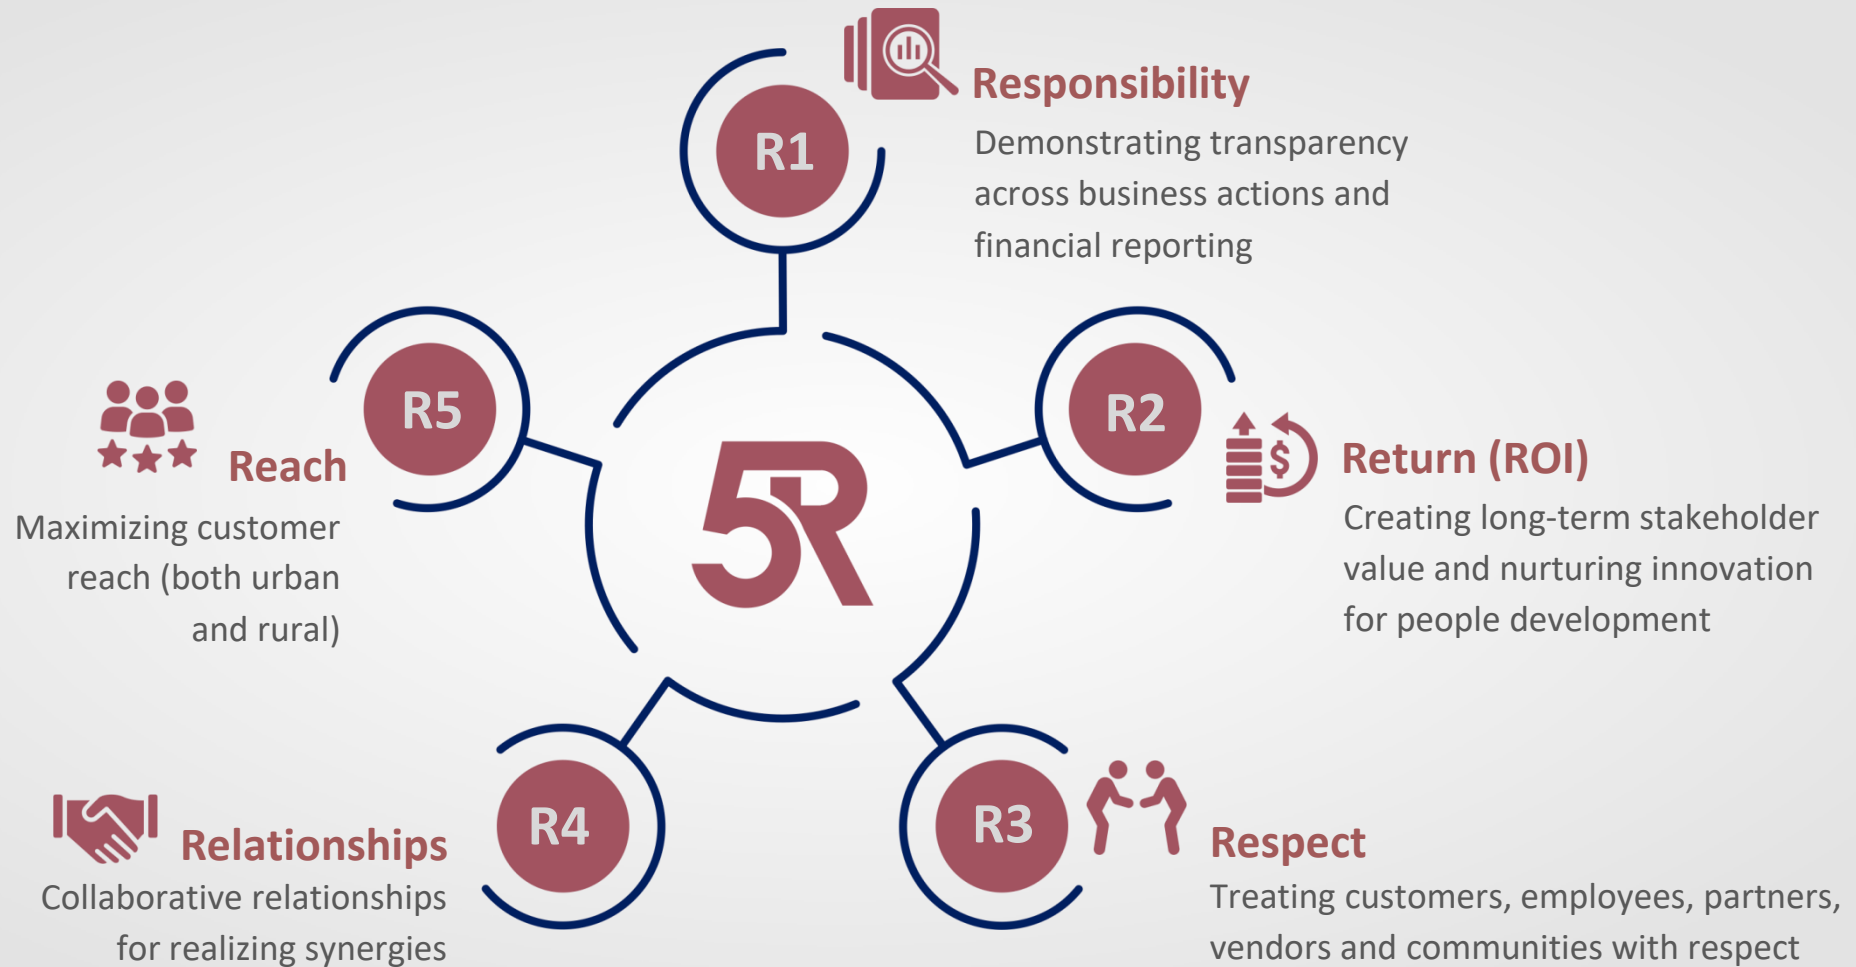 R1
Responsibility
Demonstrating transparency
across business actions and
financial reporting
R2
$
Return (ROI)
Creating long-term stakeholder
value and nurturing innovation
for people development
R3
Respect
Treating customers, employees, partners,
vendors and communities with respect
R4
Relationships
Collaborative relationships
for realizing synergies
R5
Reach
Maximizing customer
reach (both urban
and rural)
5R